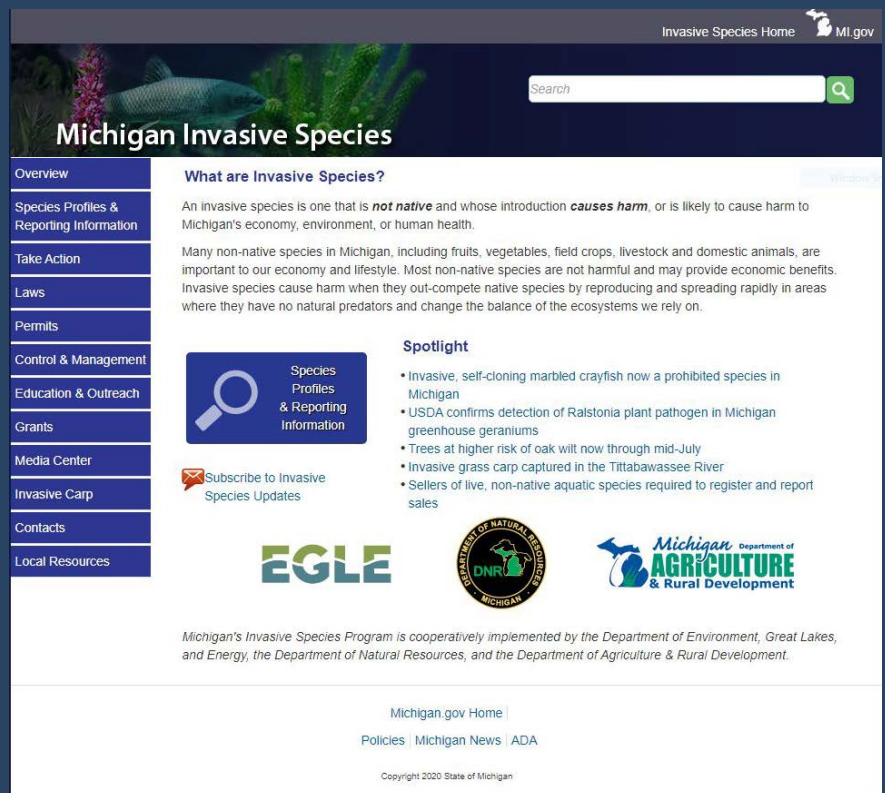 Invasive Species Home MI.gov
Search
Michigan Invasive Species
Overview
Species Profiles &
Reporting Information
Take Action
Laws
Permits
Control & Management
Education & Outreach
Grants
Media Center
Invasive Carp
Contacts
Local Resources
What are Invasive Species?
An invasive species is one that is not native and whose introduction causes harm, or is likely to cause harm to
Michigan's economy, environment, or human health.
Many non-native species in Michigan, including fruits, vegetables, field crops, livestock and domestic animals, are
important to our economy and lifestyle. Most non-native species are not harmful and may provide economic benefits.
Invasive species cause harm when they out-compete native species by reproducing and spreading rapidly in areas
where they have no natural predators and change the balance of the ecosystems we rely on.
Species
Profiles
& Reporting
Information
Subscribe to Invasive
Species Updates
Spotlight
• Invasive, self-cloning marbled crayfish now a prohibited species in
Michigan
• USDA confirms detection of Ralstonia plant pathogen in Michigan
greenhouse geraniums
• Trees at higher risk of oak wilt now through mid-July
• Invasive grass carp captured in the Tittabawassee River
• Sellers of live, non-native aquatic species required to register and report
sales
EGLE
DEPARTMENT OF NATURAL RESOURCES
DNR
MICHIGAN
Michigan Department of
AGRICULTURE
& Rural Development
Michigan's Invasive Species Program is cooperatively implemented by the Department of Environment, Great Lakes,
and Energy, the Department of Natural Resources, and the Department of Agriculture & Rural Development.
Michigan.gov Home
Policies Michigan News ADA
Copyright 2020 State of Michigan